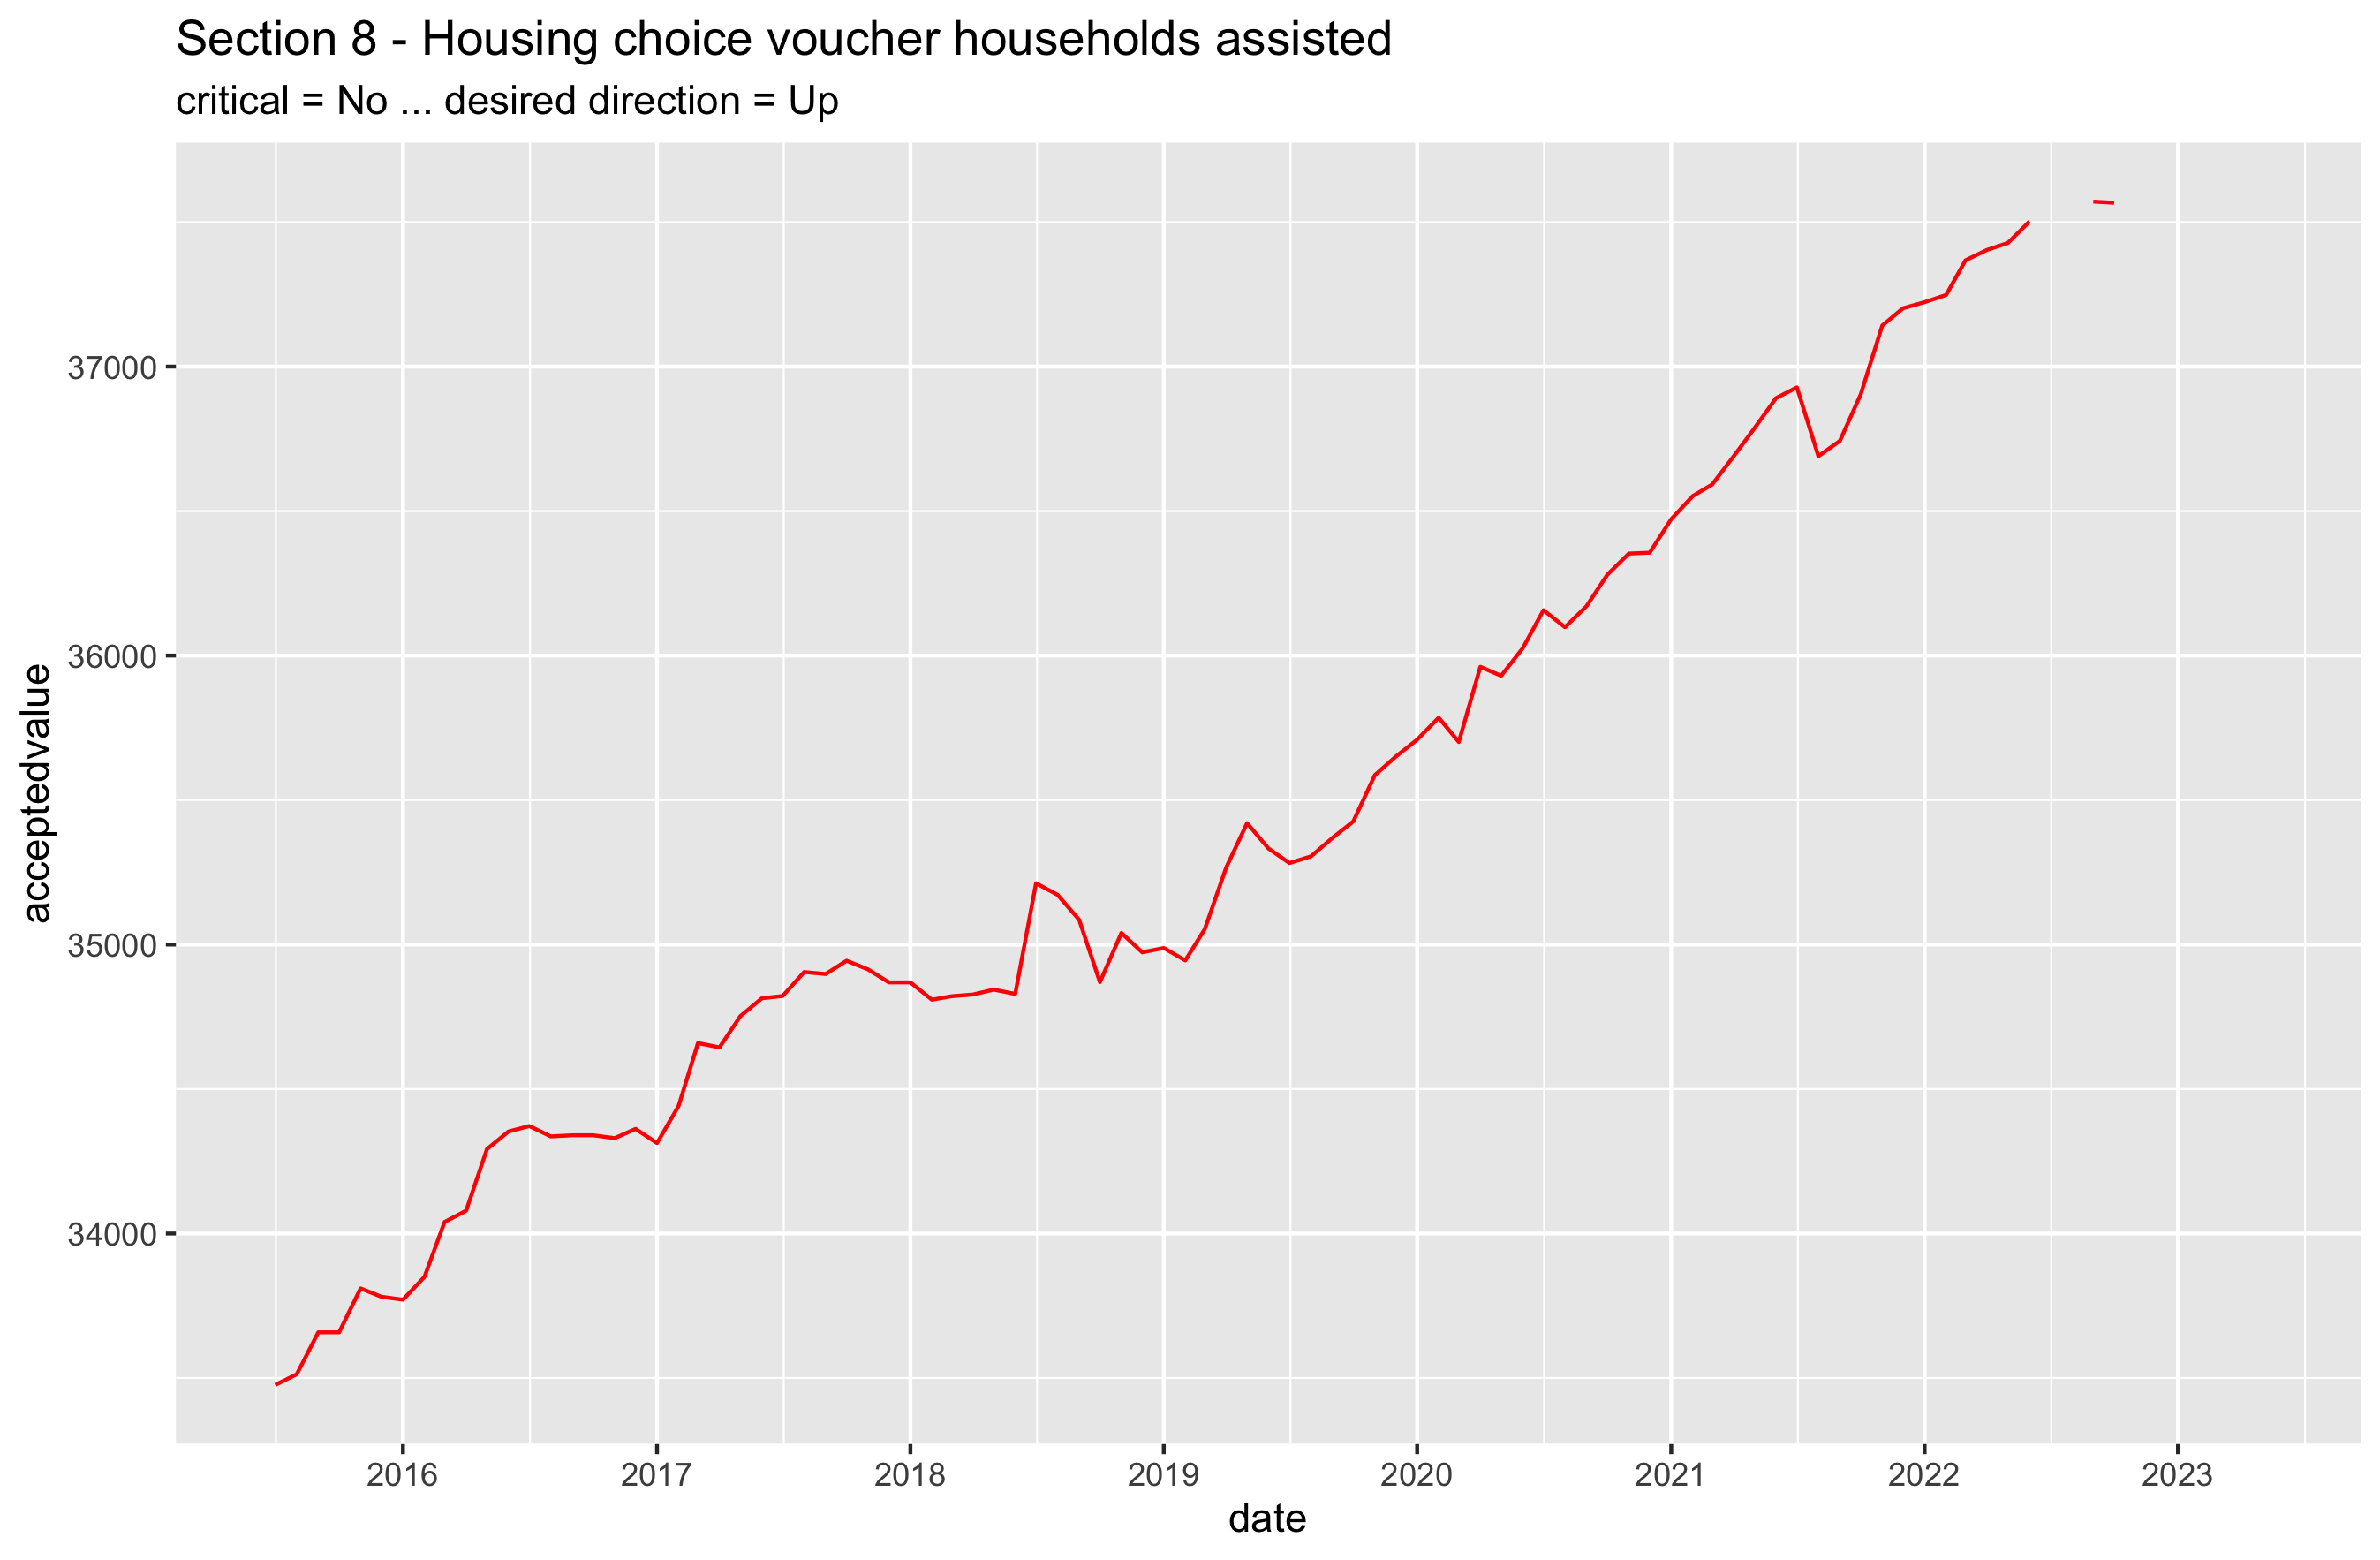 Section 8 - Housing choice voucher households assisted
critical = No ... desired direction = Up
acceptedvalue
37000
36000
35000
34000
2016 2017 2018 2019 2020 2021 2022 2023
date